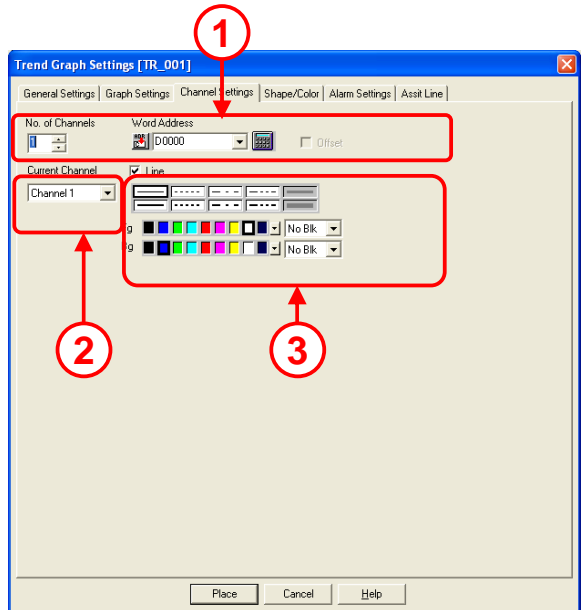 1
Trend Graph Settings [TR_001]
General Settings Graph Settings Channel Settings Shape/Color Alarm Settings Assit Line
No. of Channels Word Address
1 D0000 Offset
Current Channel Line
Channel 1
g No Blk
g No Blk
2
3
Place Cancel Help